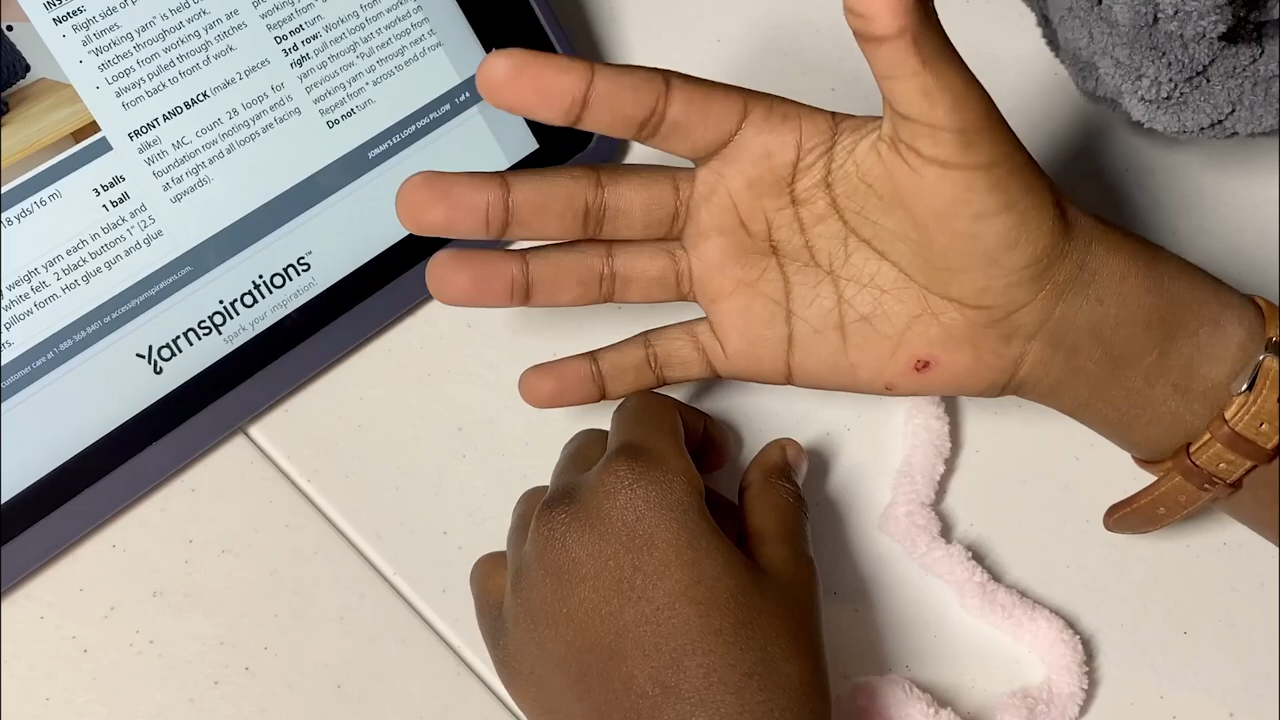 Notes:
• Right side of p
all times.
• "Working yarn" is held b
stitches throughout work.
• Loops from working yarn are
always pulled through stitches
from back to front of work.
FRONT AND BACK (make 2 pieces
alike)
With MC, count 28 loops for
foundation row (noting yarn end is
at far right and all loops are facing
upwards).
Do not turn.
3rd row: Working from
right, pull next loop from working
yarn up through last st worked on
previous row. *Pull next loop from
working yarn up through next st.
Repeat from * across to end of row.
Do not turn.
18 yds/16 m)
3 balls
1 ball
weight yarn each in black and
white felt. 2 black buttons 1" (2.5
pillow form. Hot glue gun and glue
rs.
customer care at 1-888-368-8401 or access@yarnspirations.com.
JONAH'S EZ LOOP DOG PILLOW
1 of 4
Yarnspirations™
spark your inspiration!